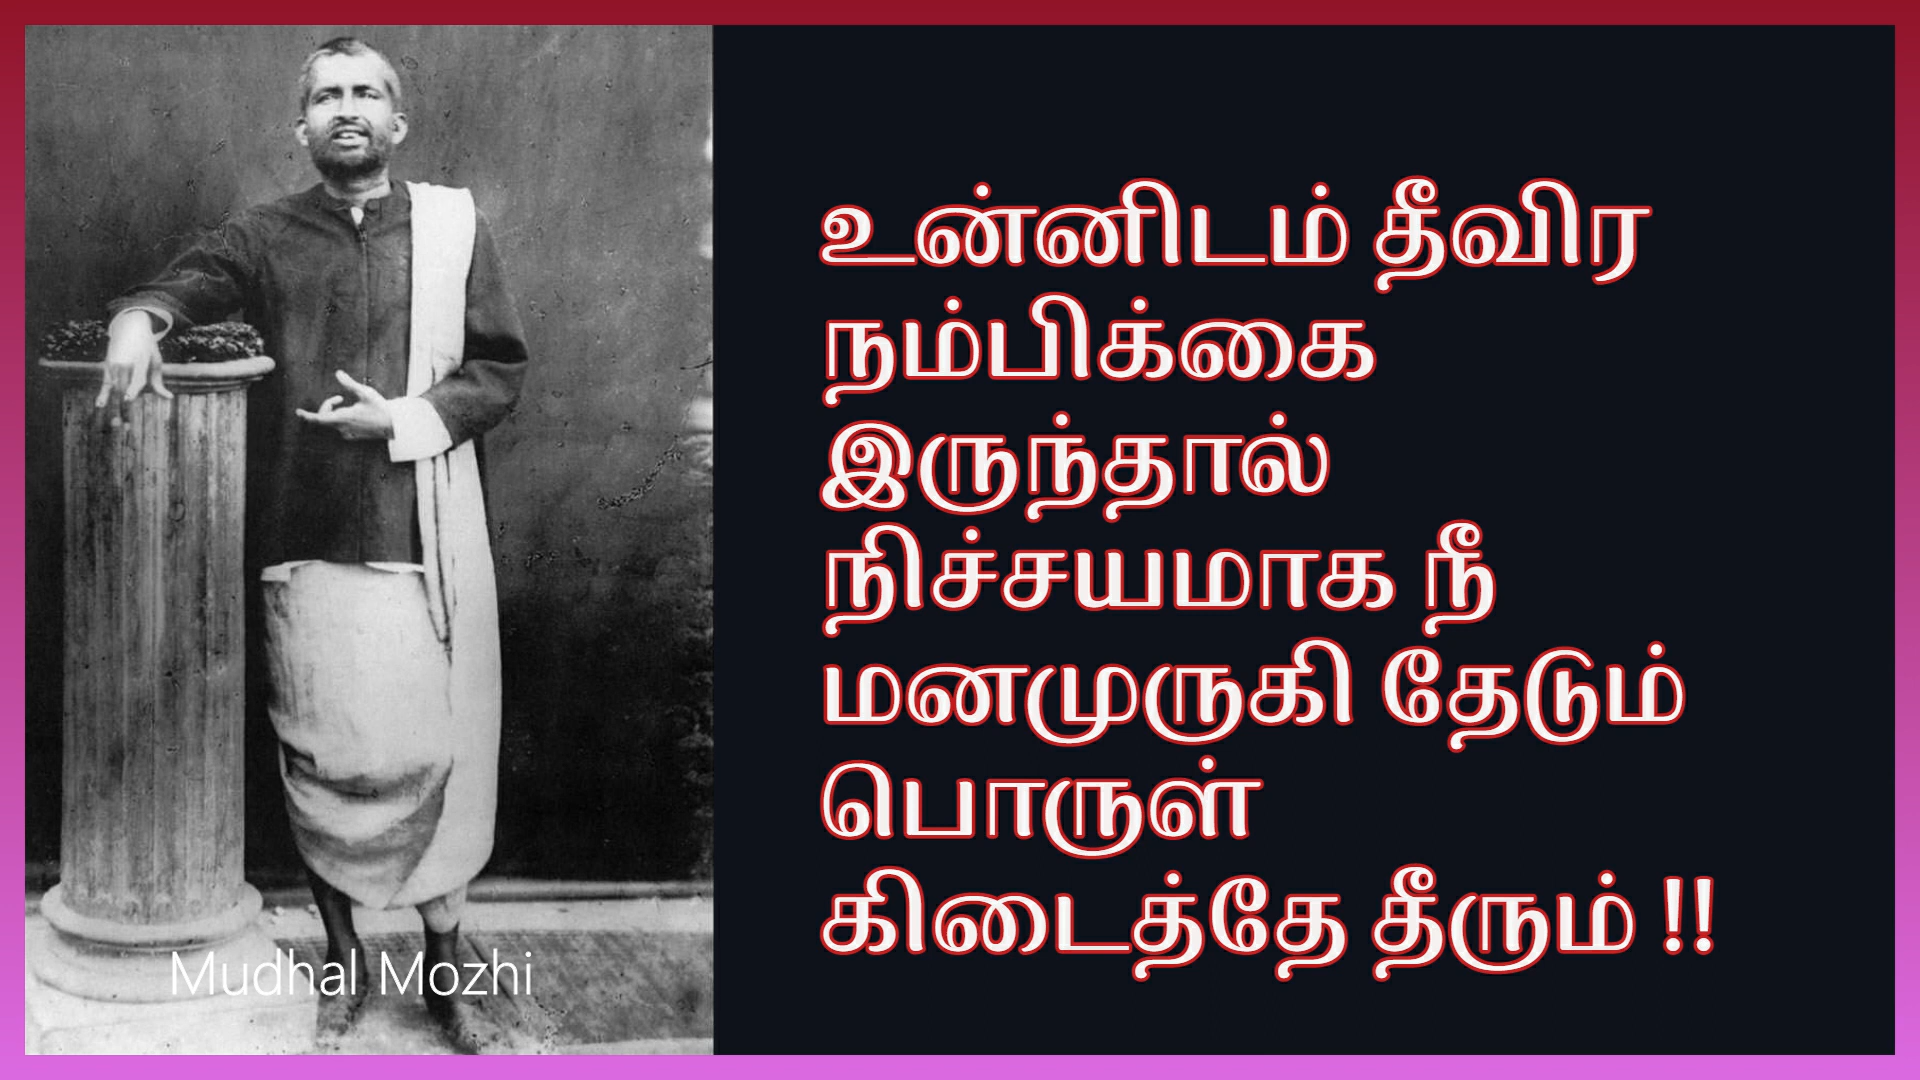 உன்னிடம் தீவிர
நம்பிக்கை
இருந்தால்
நிச்சயமாக நீ
மனமுருகி தேடும்
பொருள்
கிடைத்தே தீரும் !!
Mudhal Mozhi